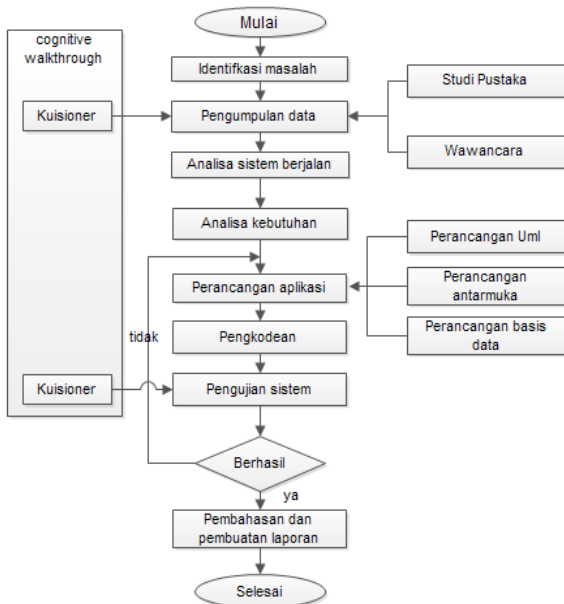 Mulai
cognitive
walkthrough
Identifkasi masalah
Studi Pustaka
Kuisioner
Pengumpulan data
Wawancara
Analisa sistem berjalan
Analisa kebutuhan
Perancangan Uml
Perancangan aplikasi
Perancangan
antarmuka
tidak
Pengkodean
Perancangan basis
data
Kuisioner
Pengujian sistem
Berhasil
ya
Pembahasan dan
pembuatan laporan
Selesai